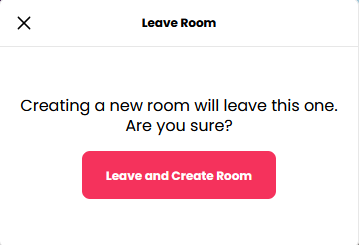 Leave Room
Creating a new room will leave this one.
Are you sure?
Leave and Create Room